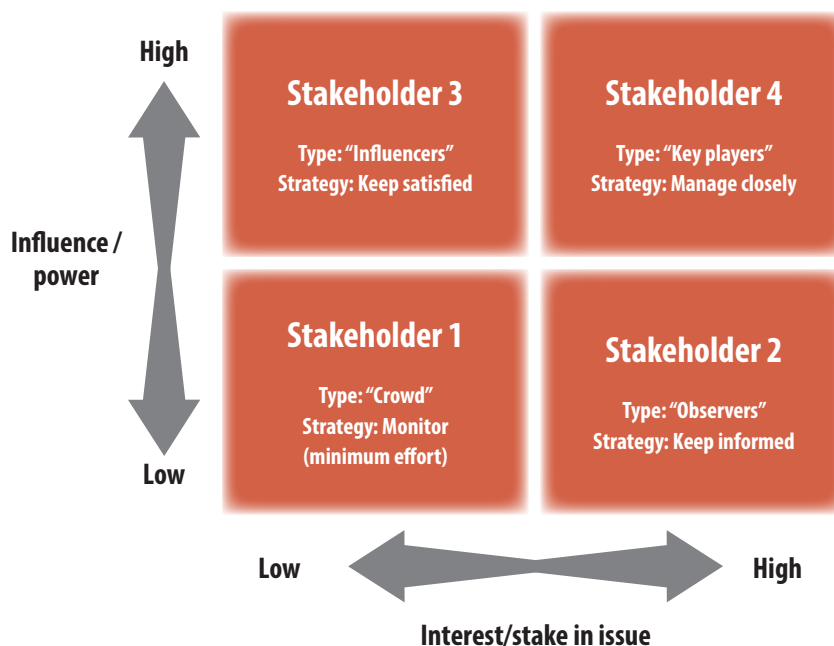 High
Influence /
power
Low
Stakeholder 3
Type: “Influencers”
Strategy: Keep satisfied
Stakeholder 4
Type: “Key players”
Strategy: Manage closely
Stakeholder 1
Type: “Crowd”
Strategy: Monitor
(minimum effort)
Stakeholder 2
Type: “Observers”
Strategy: Keep informed
Low
High
Interest/stake in issue